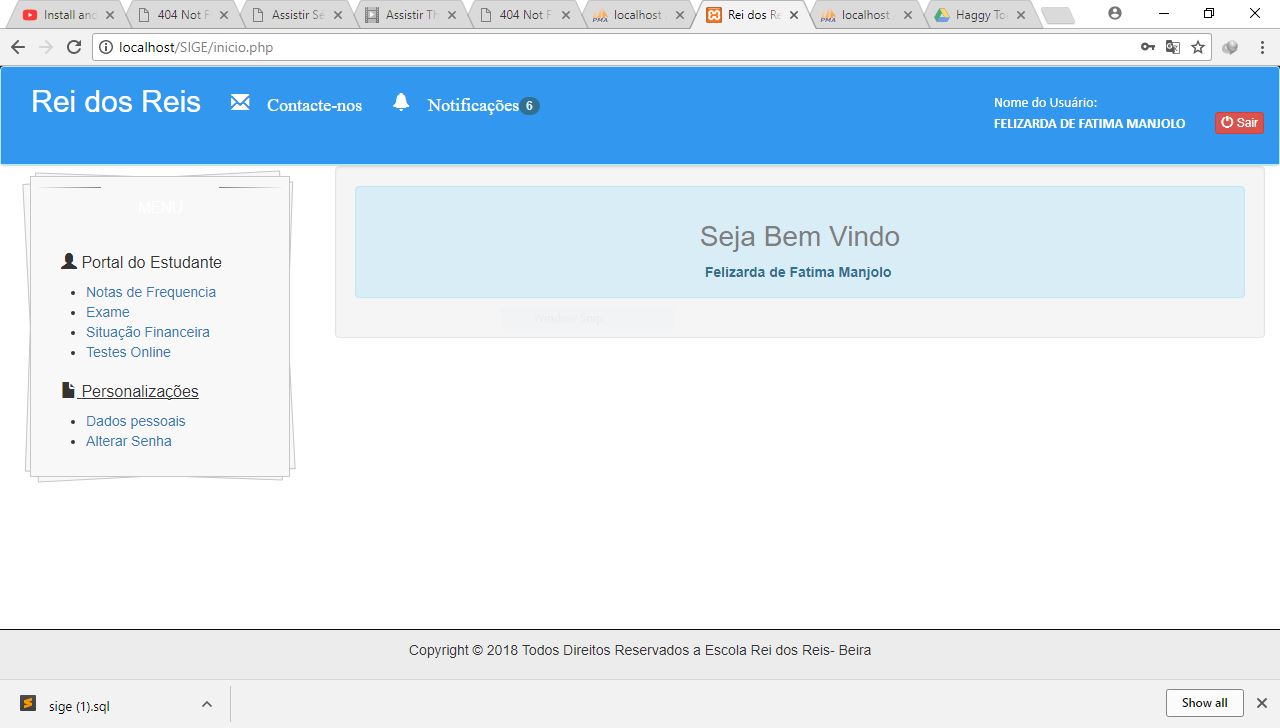 Install anc
404 Not F
Assistir Sé
Assistir Th
404 Not F
localhost
Rei dos Re
localhost
Haggy To
localhost/SIGE/inicio.php
Rei dos Reis
Contacte-nos
Notificações 6
Nome do Usuário:
FELIZARDA DE FATIMA MANJOLO
Sair
MENU
Portal do Estudante
Notas de Frequencia
Exame
Situação Financeira
Testes Online
Personalizações
Dados pessoais
Alterar Senha
Seja Bem Vindo
Felizarda de Fatima Manjolo
Window Snip
Copyright © 2018 Todos Direitos Reservados a Escola Rei dos Reis- Beira
sige (1).sql
Show all